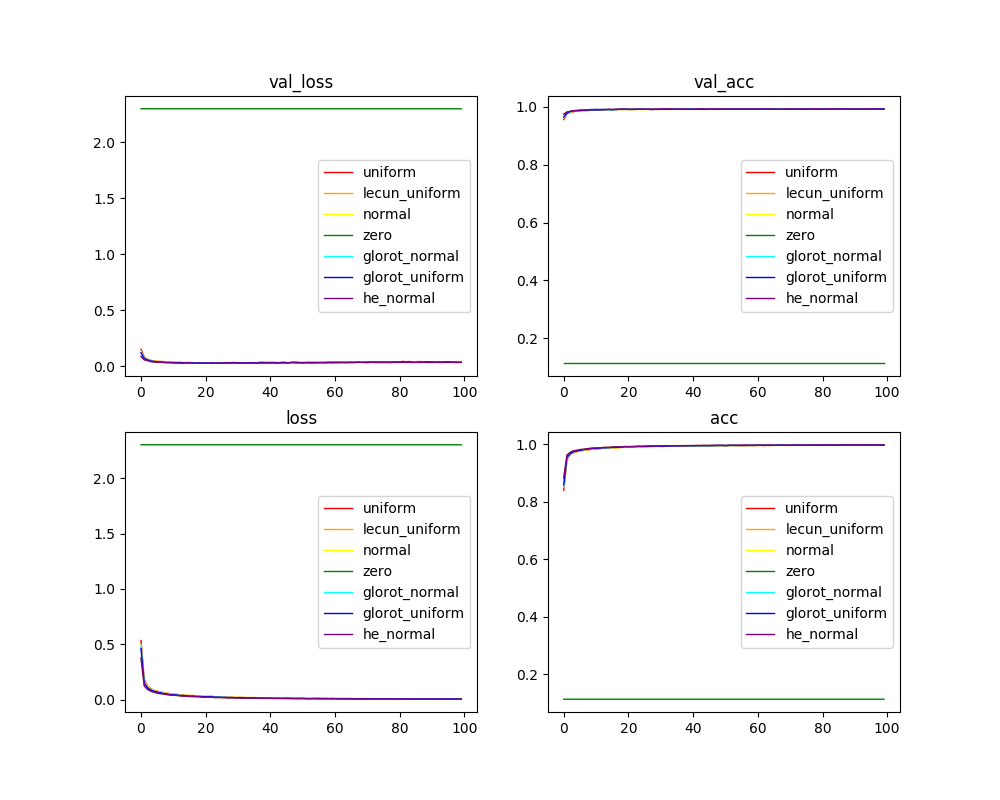 val_loss
2.0
1.5
1.0
0.5
0.0
0 20 40 60 80 100
uniform
lecun_uniform
normal
zero
glorot_normal
glorot_uniform
he_normal
val_acc
1.0
0.8
0.6
0.4
0.2
0 20 40 60 80 100
uniform
lecun_uniform
normal
zero
glorot_normal
glorot_uniform
he_normal
loss
2.0
1.5
1.0
0.5
0.0
0 20 40 60 80 100
uniform
lecun_uniform
normal
zero
glorot_normal
glorot_uniform
he_normal
acc
1.0
0.8
0.6
0.4
0.2
0 20 40 60 80 100
uniform
lecun_uniform
normal
zero
glorot_normal
glorot_uniform
he_normal